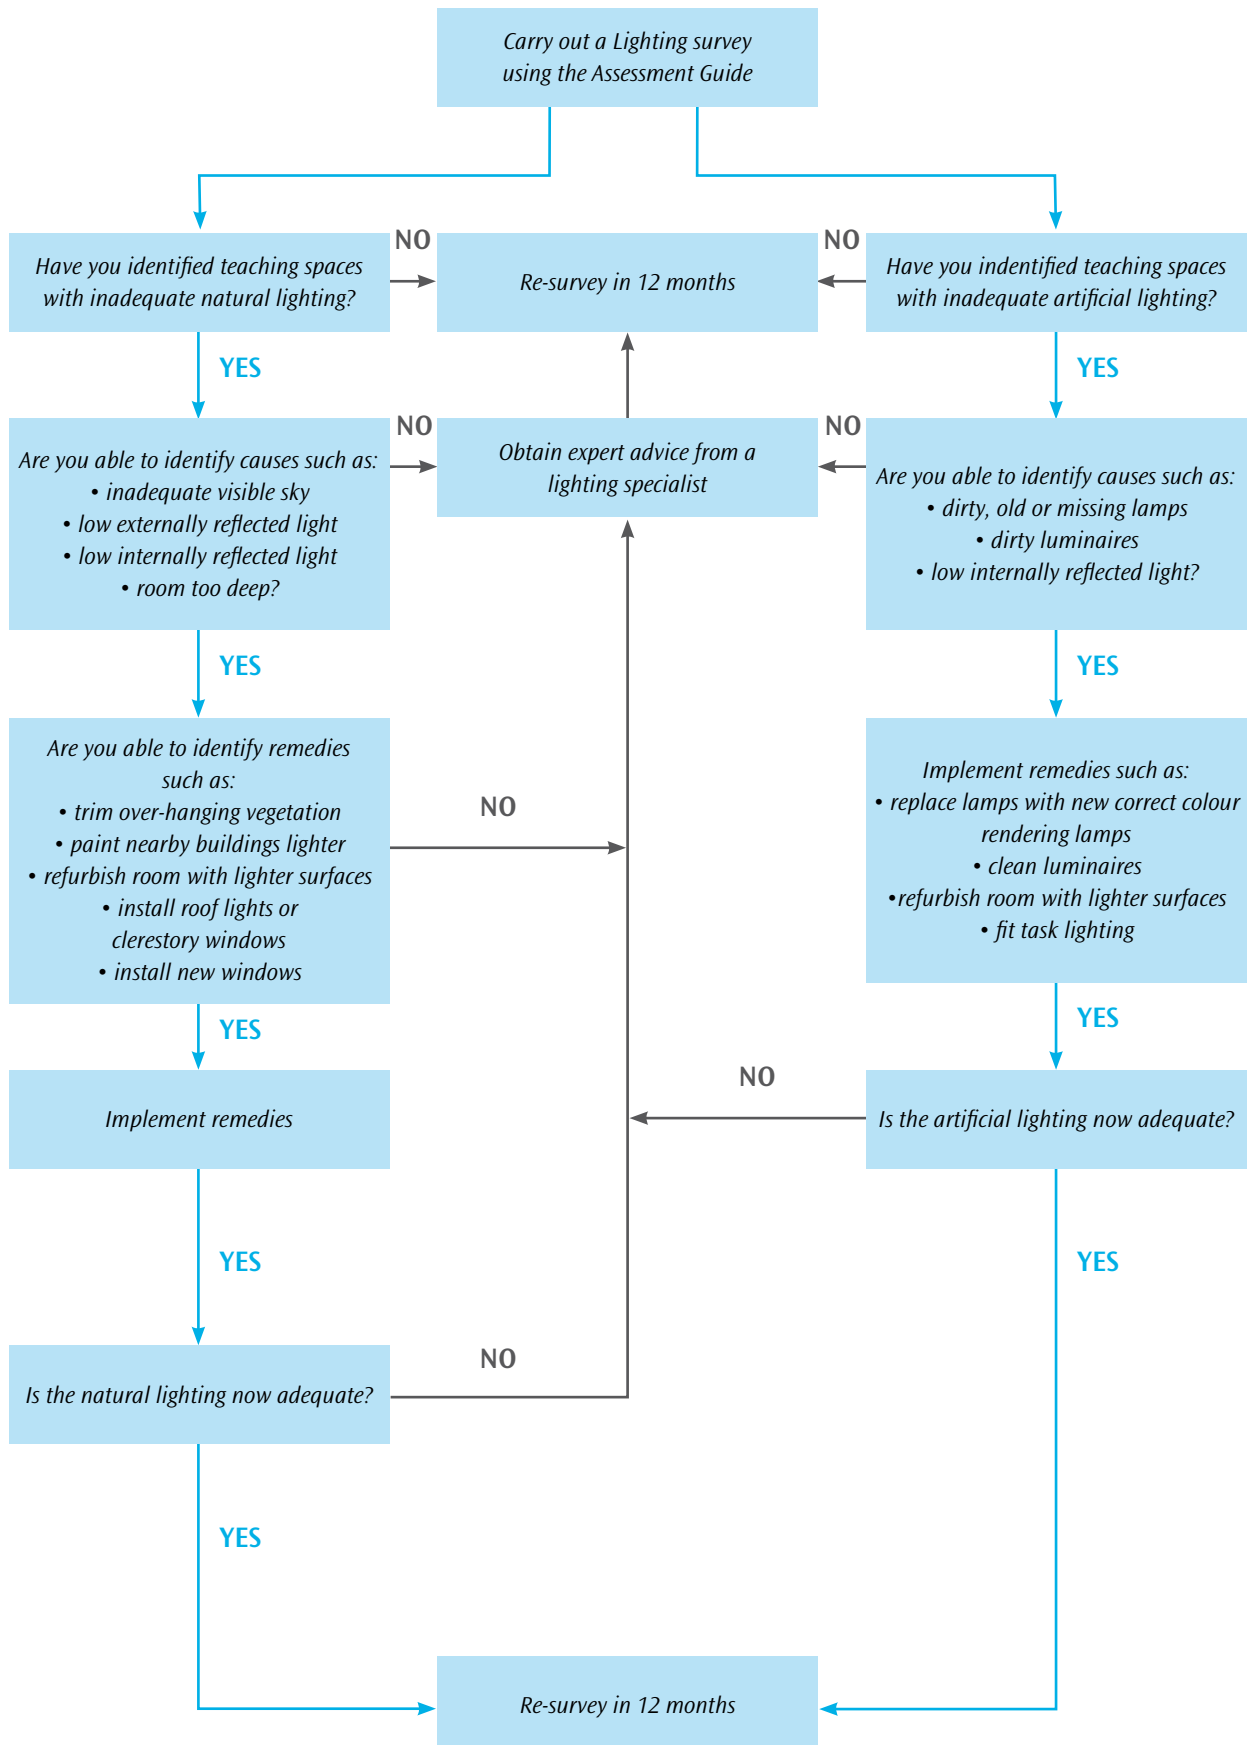 Carry out a Lighting survey
using the Assessment Guide
Have you identified teaching spaces
with inadequate natural lighting?
NO
Re-survey in 12 months
NO
Have you indentified teaching spaces
with inadequate artificial lighting?
YES
YES
Are you able to identify causes such as:
• inadequate visible sky
• low externally reflected light
• low internally reflected light
• room too deep?
NO
Obtain expert advice from a
lighting specialist
NO
Are you able to identify causes such as:
• dirty, old or missing lamps
• dirty luminaires
• low internally reflected light?
YES
YES
Are you able to identify remedies
such as:
• trim over-hanging vegetation
• paint nearby buildings lighter
• refurbish room with lighter surfaces
• install roof lights or
clerestory windows
• install new windows
NO
Implement remedies such as:
• replace lamps with new correct colour
rendering lamps
• clean luminaires
•refurbish room with lighter surfaces
• fit task lighting
YES
YES
Implement remedies
NO
Is the artificial lighting now adequate?
YES
YES
Is the natural lighting now adequate?
NO
YES
Re-survey in 12 months